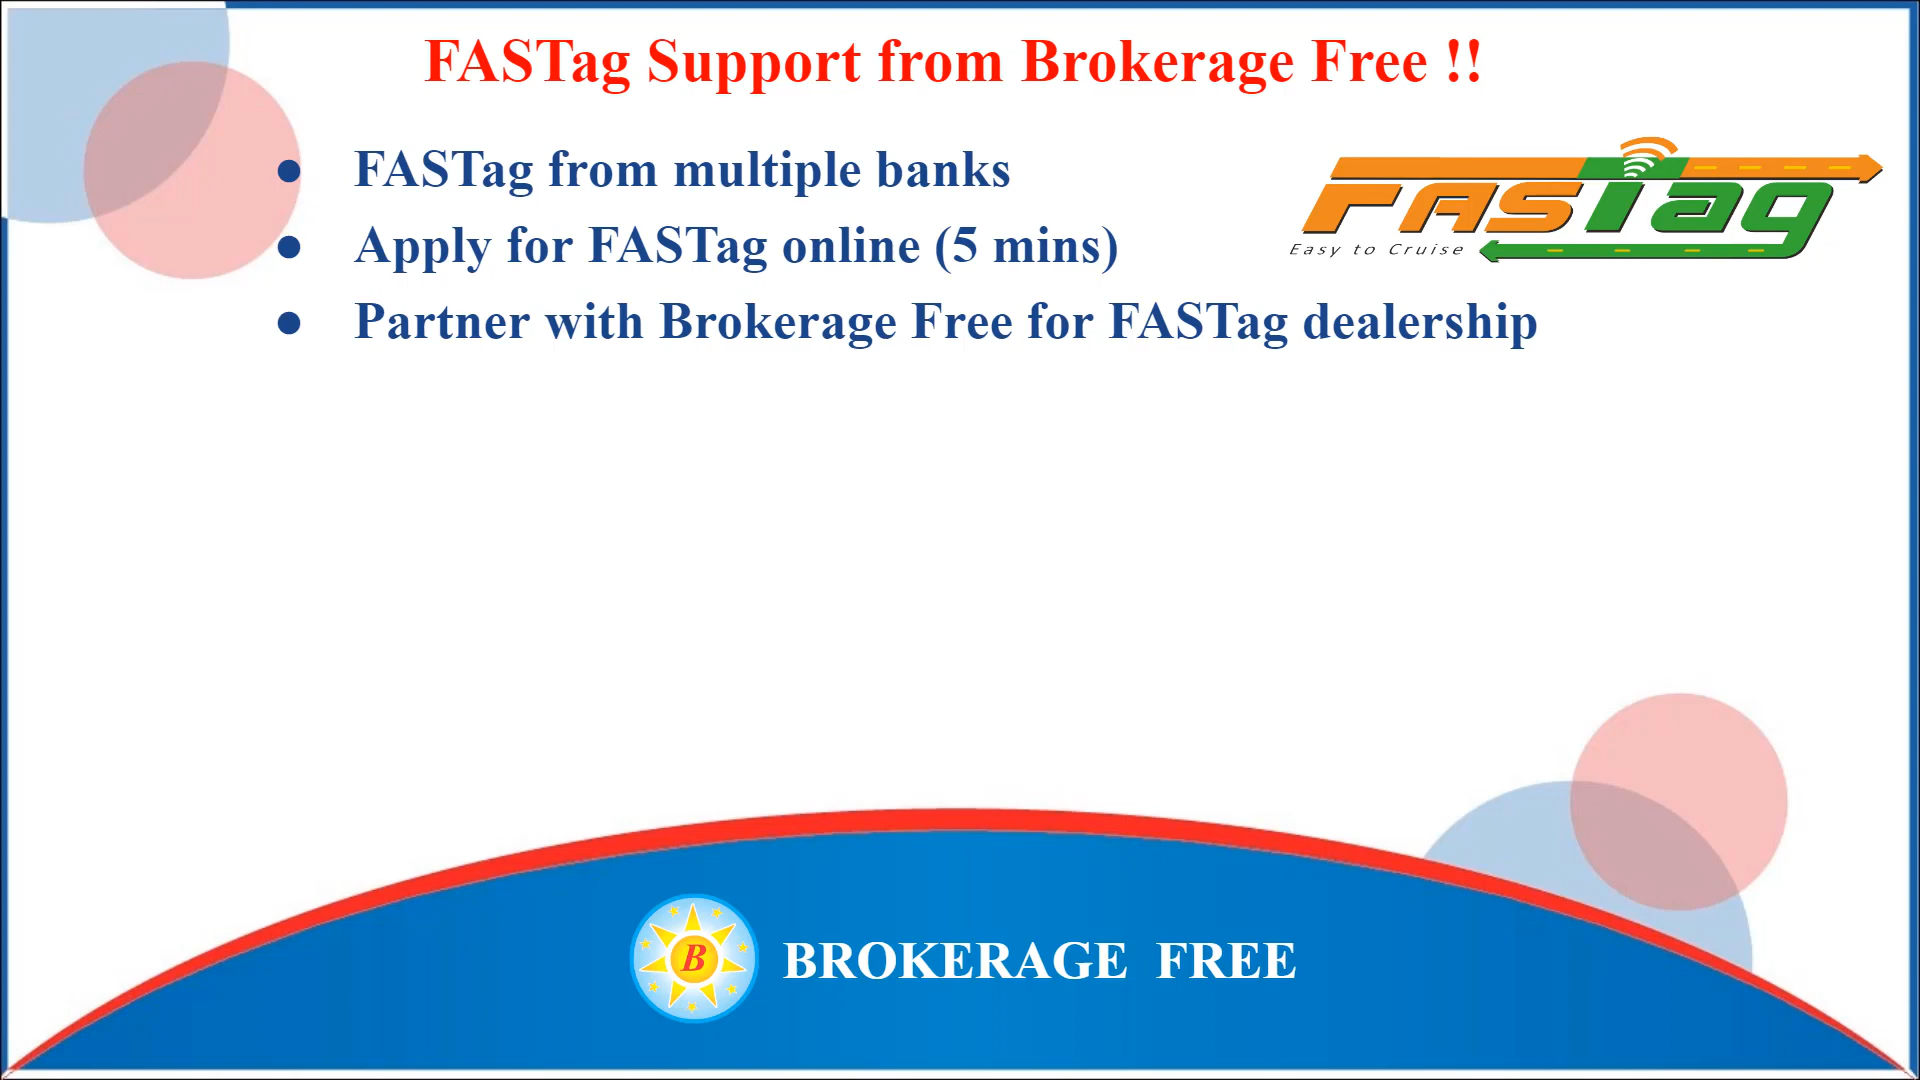 FASTag Support from Brokerage Free !!
● FASTag from multiple banks
● Apply for FASTag online (5 mins)
● Partner with Brokerage Free for FASTag dealership
FASTag
Easy to Cruise
B
BROKERAGE FREE